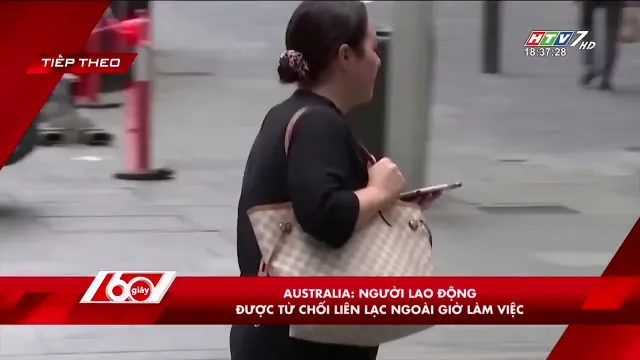 TIẾP THEO
HTV7 HD
18:37:28
60 giây
AUSTRALIA: NGƯỜI LAO ĐỘNG
ĐƯỢC TỪ CHỐI LIÊN LẠC NGOÀI GIỜ LÀM VIỆC